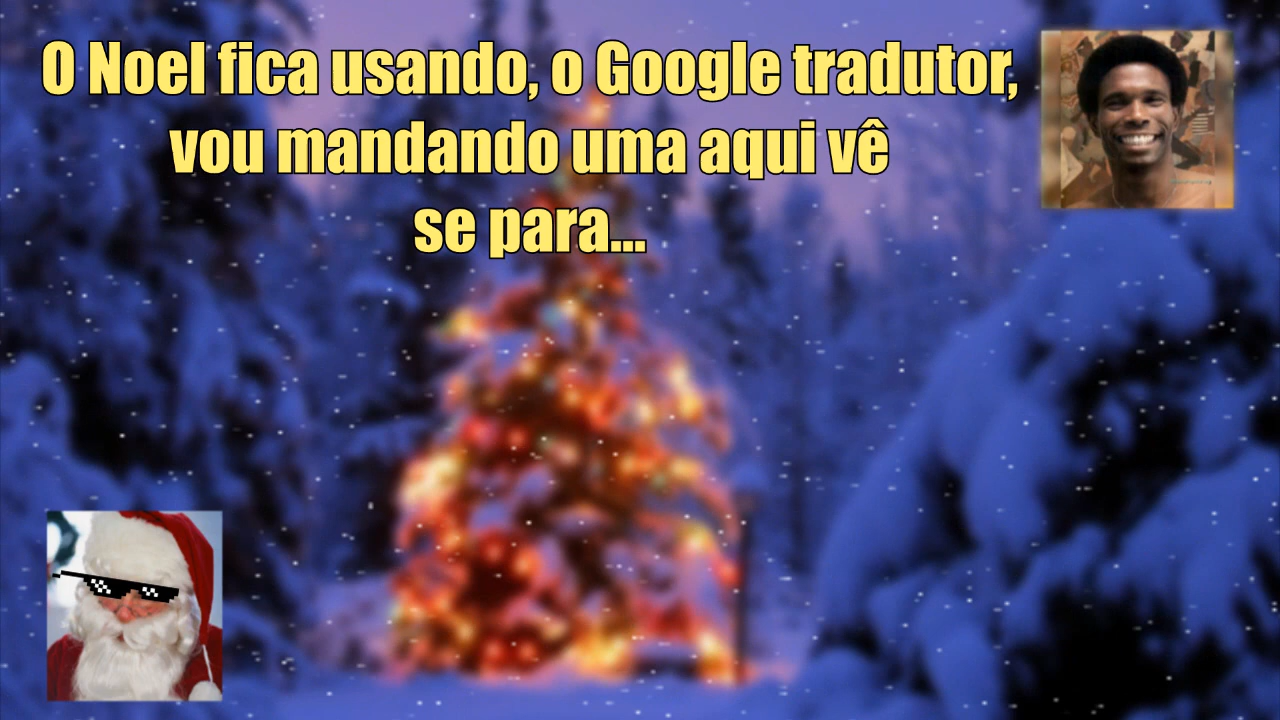 O Noel fica usando, o Google tradutor,
vou mandando uma aqui vê
se para...